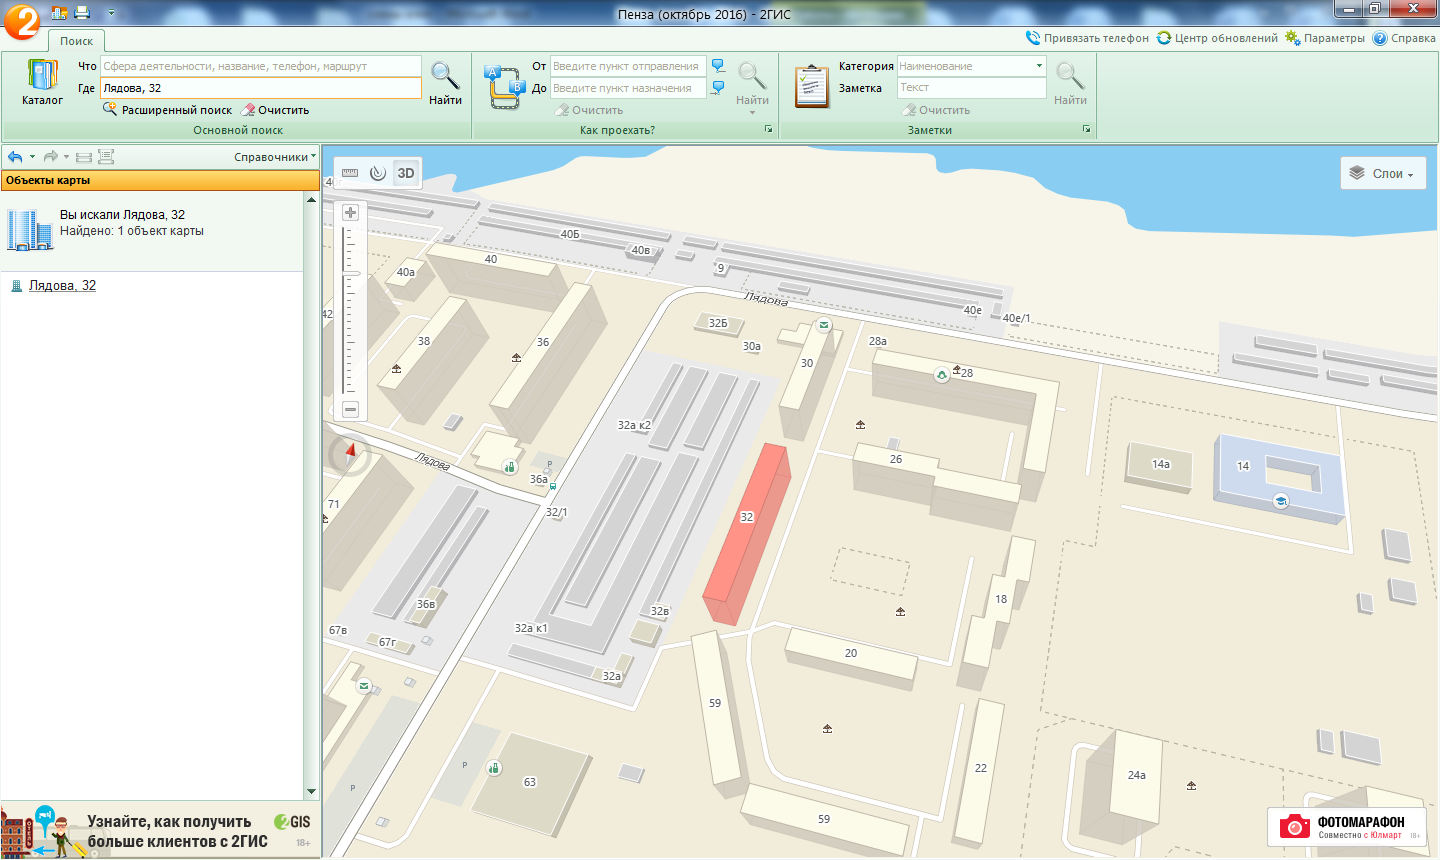 Пенза (октябрь 2016) - 2ГИС
Поиск
Привязать телефон
Центр обновлений
Параметры
Справка
Каталог
Что
Сфера деятельности, название, телефон, маршрут
Где
Лядова, 32
Расширенный поиск
Очистить
Найти
Основной поиск
От
Введите пункт отправления
До
Введите пункт назначения
Очистить
Найти
Как проехать?
Категория
Наименование
Заметка
Текст
Очистить
Найти
Заметки
Справочники
Объекты карты
Вы искали Лядова, 32
Найдено: 1 объект карты
Лядова, 32
Узнайте, как получить
больше клиентов с 2ГИС
2GIS
18+
3D
Слои
40Б
40в
40
40а
9
Лядова
40е
40е/1
42
38
36
32Б
30а
30
28а
28
32а к2
26
14а
14
Лядова
Р
36а
71
32/1
32
36в
67в
67г
32а к1
32в
32а
18
20
59
Р
Р
63
22
24а
59
ФОТОМАРАФОН
Совместно с Юлмарт
18+